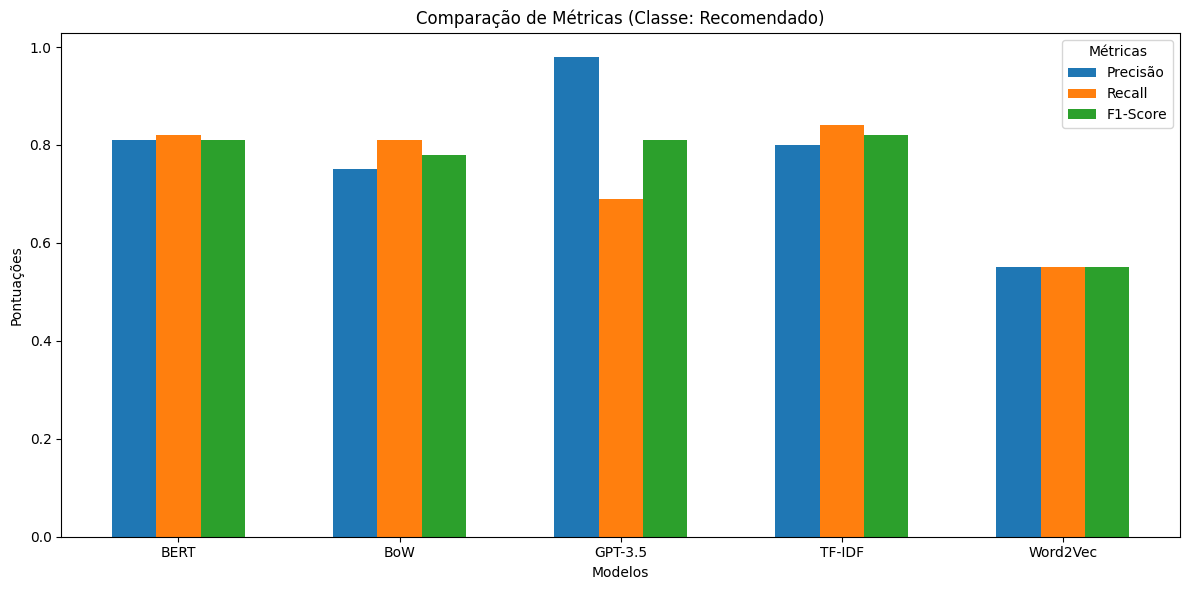 Comparação de Métricas (Classe: Recomendado)
Métricas
Precisão
Recall
F1-Score
Pontuações
1.0
0.8
0.6
0.4
0.2
0.0
BERT
BoW
GPT-3.5
TF-IDF
Word2Vec
Modelos